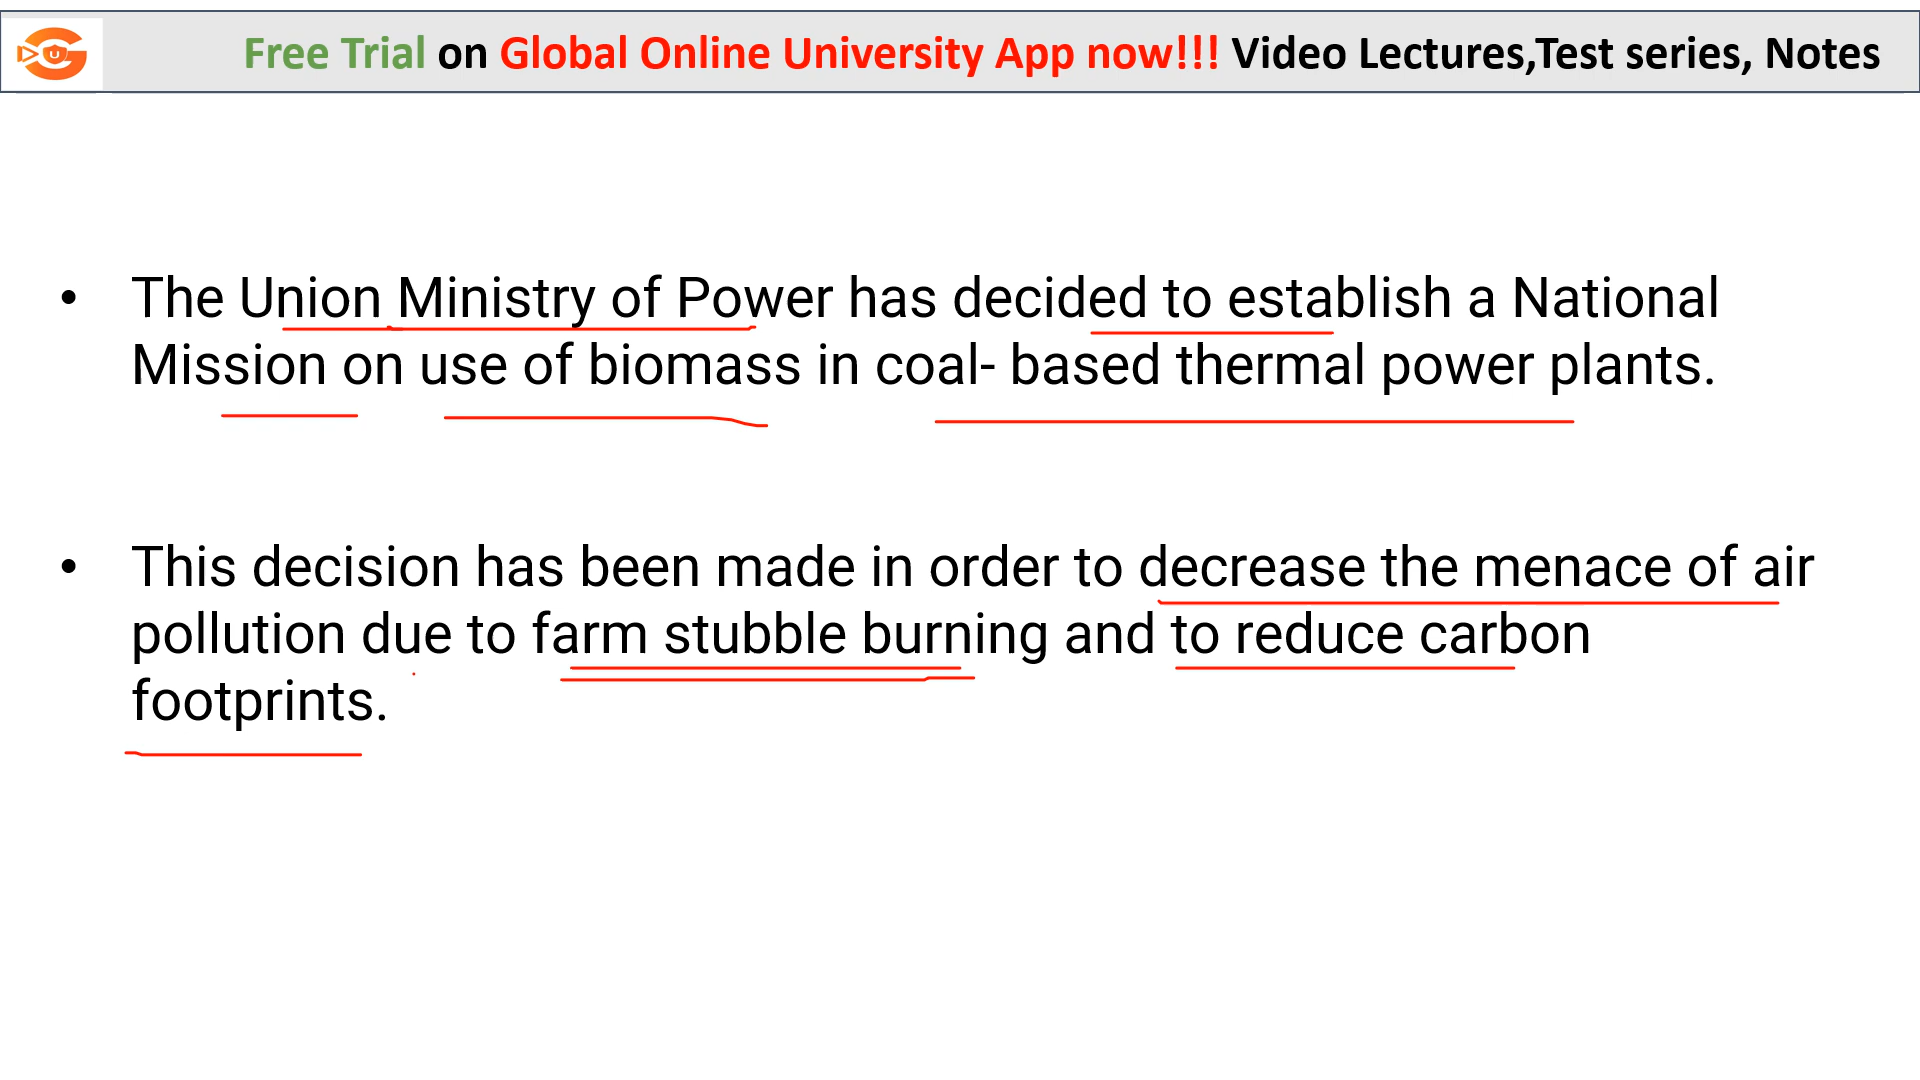 Free Trial on Global Online University App now!!! Video Lectures,Test series, Notes
• The Union Ministry of Power has decided to establish a National
Mission on use of biomass in coal- based thermal power plants.
• This decision has been made in order to decrease the menace of air
pollution due to farm stubble burning and to reduce carbon
footprints.